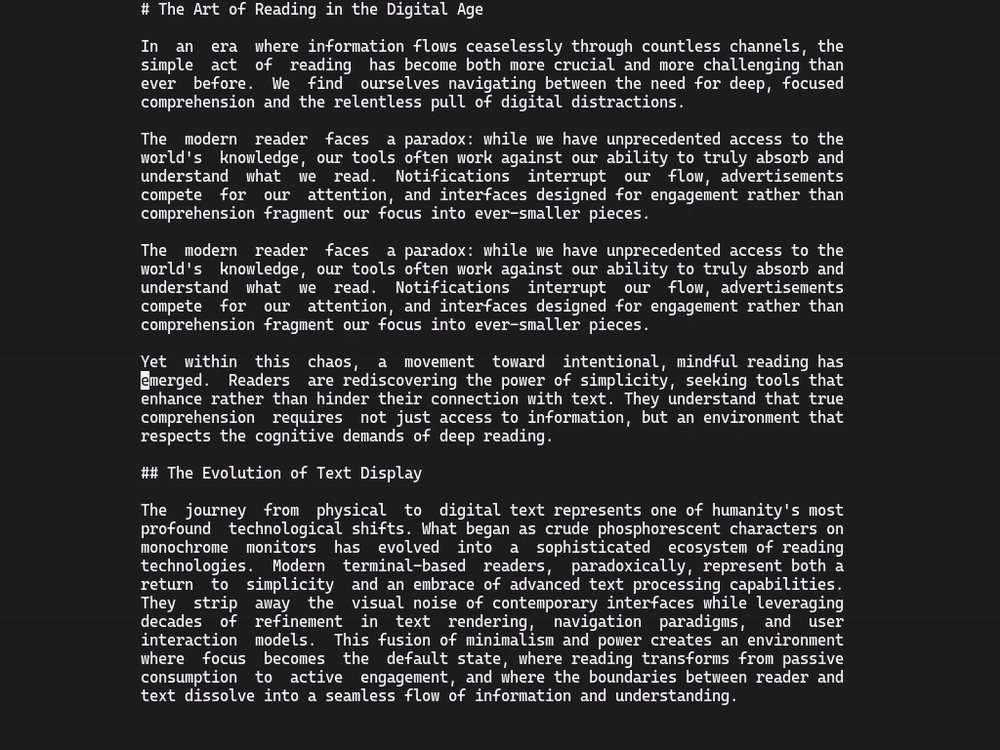 # The Art of Reading in the Digital Age
In an era where information flows ceaselessly through countless channels, the
simple act of reading has become both more crucial and more challenging than
ever before. We find ourselves navigating between the need for deep, focused
comprehension and the relentless pull of digital distractions.
The modern reader faces a paradox: while we have unprecedented access to the
world's knowledge, our tools often work against our ability to truly absorb and
understand what we read. Notifications interrupt our flow, advertisements
compete for our attention, and interfaces designed for engagement rather than
comprehension fragment our focus into ever-smaller pieces.
The modern reader faces a paradox: while we have unprecedented access to the
world's knowledge, our tools often work against our ability to truly absorb and
understand what we read. Notifications interrupt our flow, advertisements
compete for our attention, and interfaces designed for engagement rather than
comprehension fragment our focus into ever-smaller pieces.
Yet within this chaos, a movement toward intentional, mindful reading has
emerged. Readers are rediscovering the power of simplicity, seeking tools that
enhance rather than hinder their connection with text. They understand that true
comprehension requires not just access to information, but an environment that
respects the cognitive demands of deep reading.
## The Evolution of Text Display
The journey from physical to digital text represents one of humanity's most
profound technological shifts. What began as crude phosphorescent characters on
monochrome monitors has evolved into a sophisticated ecosystem of reading
technologies. Modern terminal-based readers, paradoxically, represent both a
return to simplicity and an embrace of advanced text processing capabilities.
They strip away the visual noise of contemporary interfaces while leveraging
decades of refinement in text rendering, navigation paradigms, and user
interaction models. This fusion of minimalism and power creates an environment
where focus becomes the default state, where reading transforms from passive
consumption to active engagement, and where the boundaries between reader and
text dissolve into a seamless flow of information and understanding.